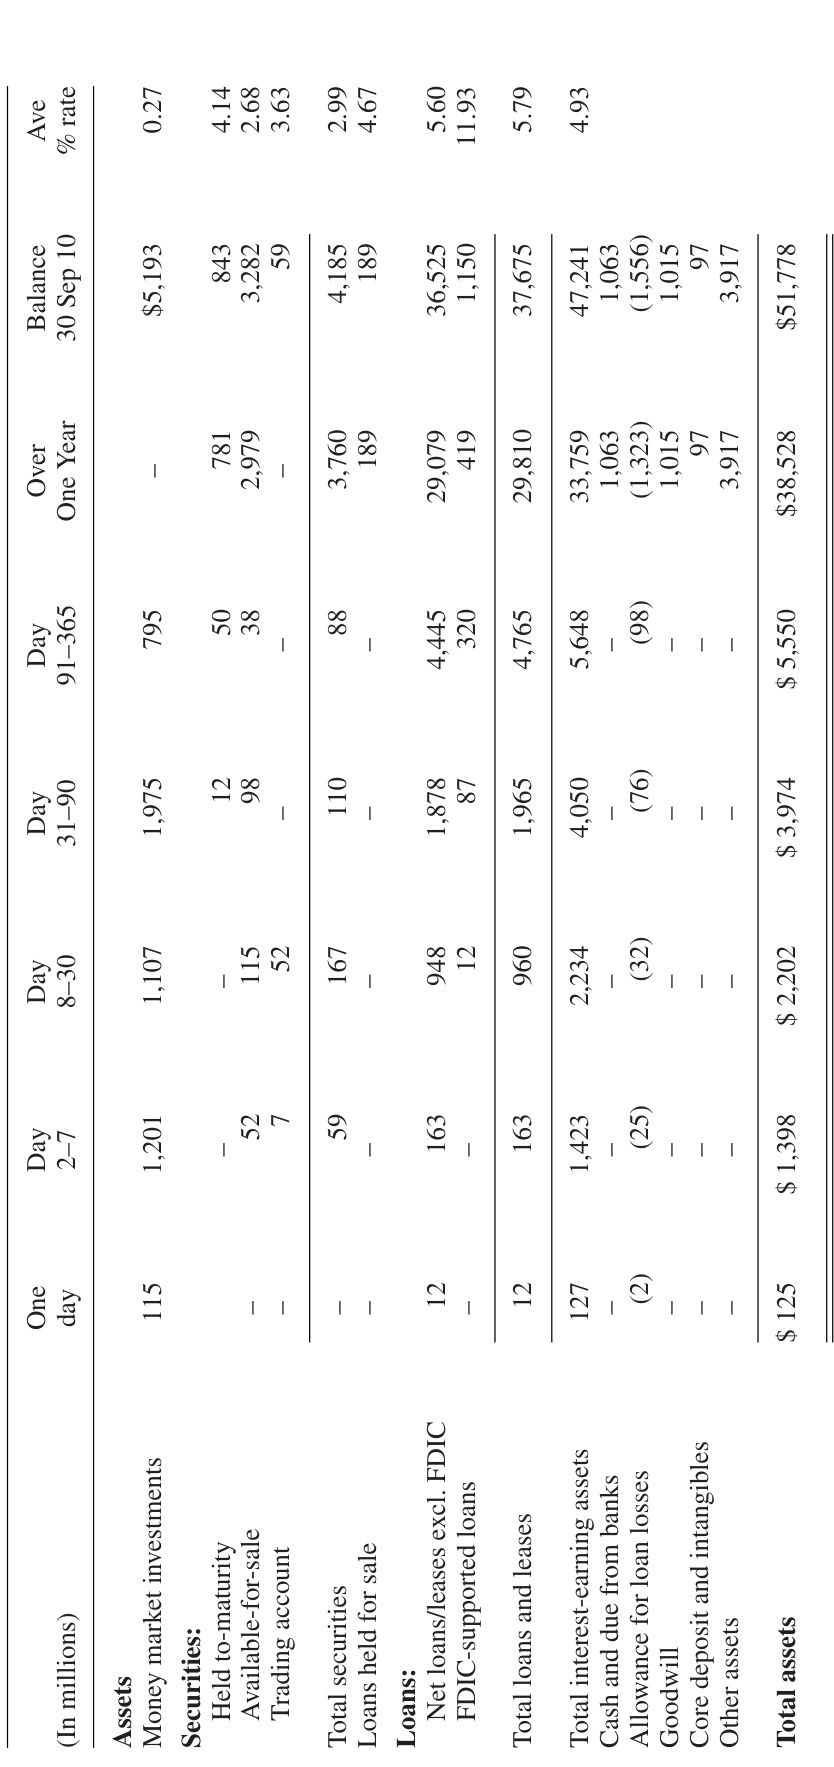 One Day Day Day Day Over Balance Ave
(In millions) day 2–7 8–30 31–90 91–365 One Year 30 Sep 10 % rate
Assets
Money market investments 115 1,201 1,107 1,975 795 – $5,193 0.27
Securities:
Held to-maturity – – 12 50 781 843 4.14
Available-for-sale – 52 115 98 38 2,979 3,282 2.68
Trading account – 7 52 – – – 59 3.63
Total securities – 59 167 110 88 3,760 4,185 2.99
Loans held for sale – – – – – 189 189 4.67
Loans:
Net loans/leases excl. FDIC 12 163 948 1,878 4,445 29,079 36,525 5.60
FDIC-supported loans – – 12 87 320 419 1,150 11.93
Total loans and leases 12 163 960 1,965 4,765 29,810 37,675 5.79
Total interest-earning assets 127 1,423 2,234 4,050 5,648 33,759 47,241 4.93
Cash and due from banks – – – – – 1,063 1,063
Allowance for loan losses (2) (25) (32) (76) (98) (1,323) (1,556)
Goodwill – – – – – 1,015 1,015
Core deposit and intangibles – – – – – 97 97
Other assets – – – – – 3,917 3,917
Total assets $ 125 $ 1,398 $ 2,202 $ 3,974 $ 5,550 $38,528 $51,778